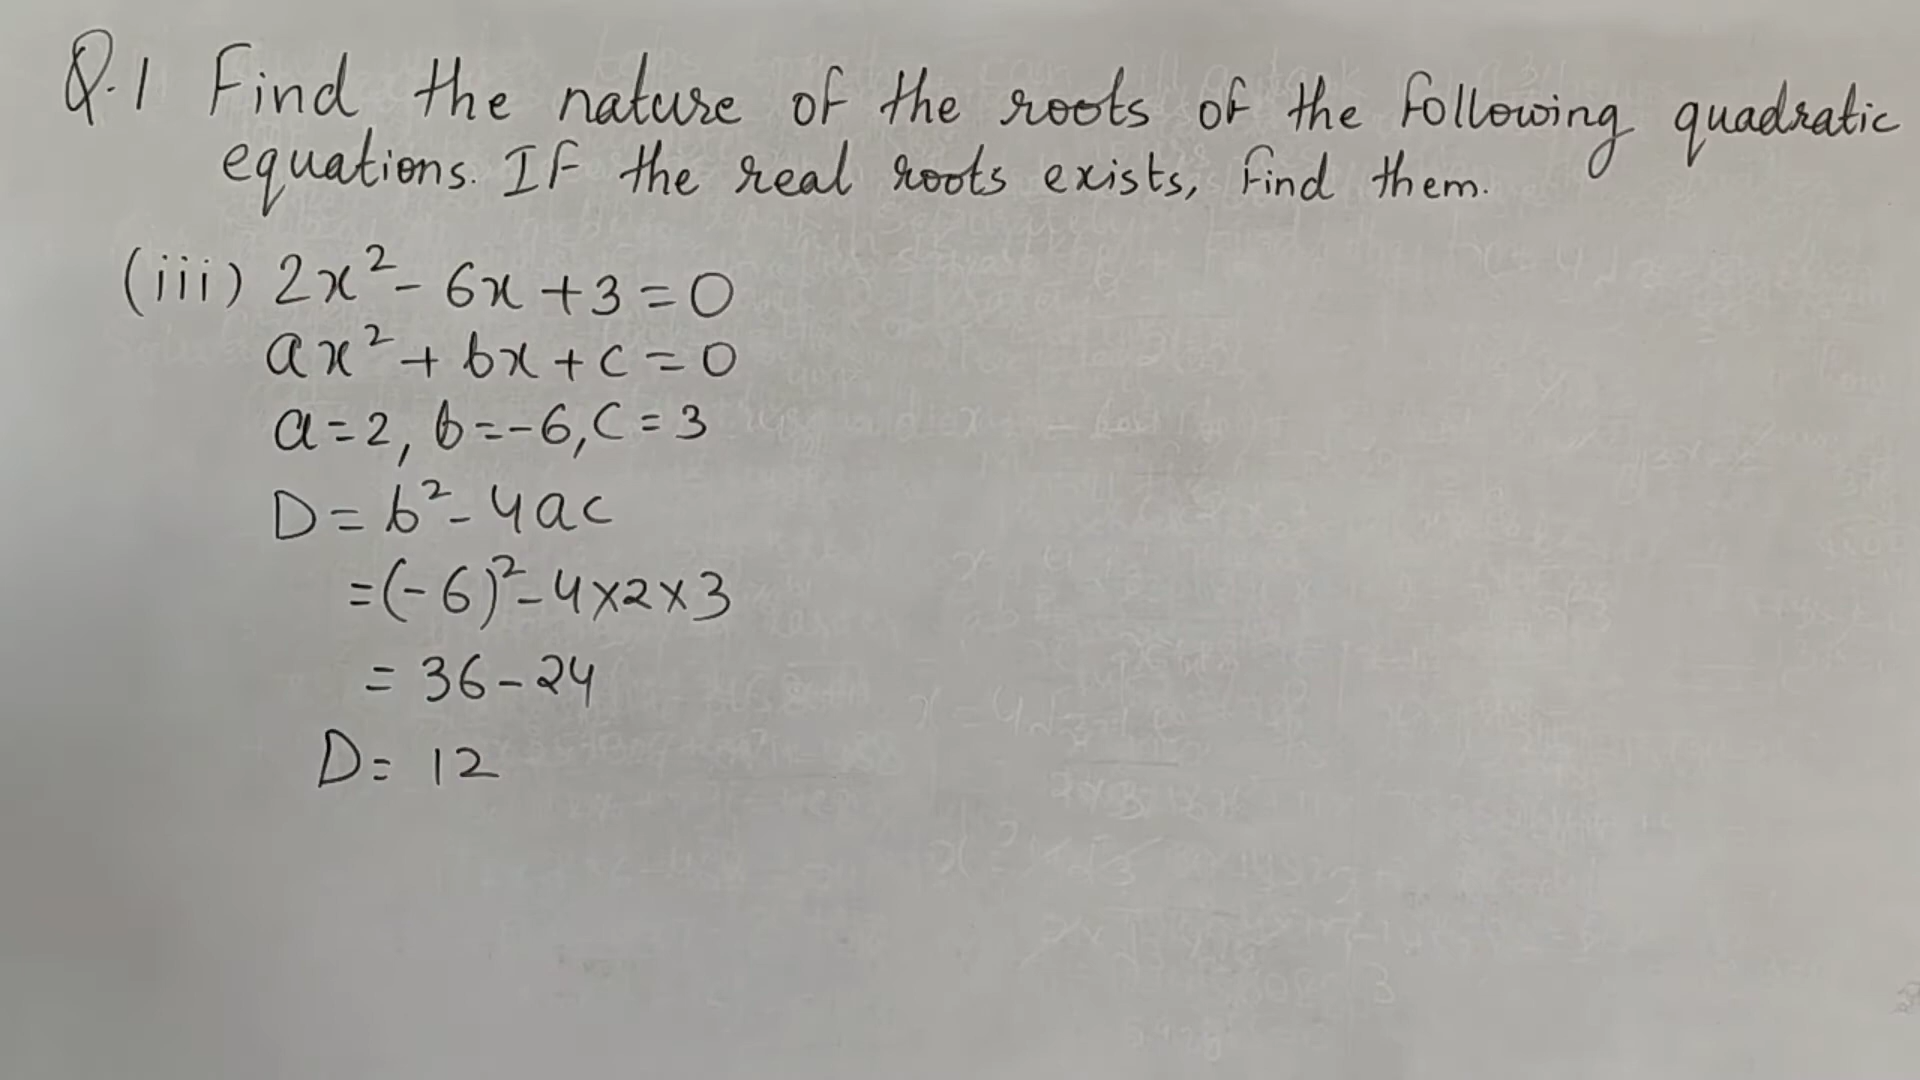 Q.1 Find the nature of the roots of the following quadratic
equations. If the real roots exists, find them.
(iii) 2x² - 6x + 3 = 0
ax² + bx + c = 0
a = 2, b = -6, C = 3
D = b² - 4ac
= (-6)² - 4×2×3
= 36 - 24
D = 12